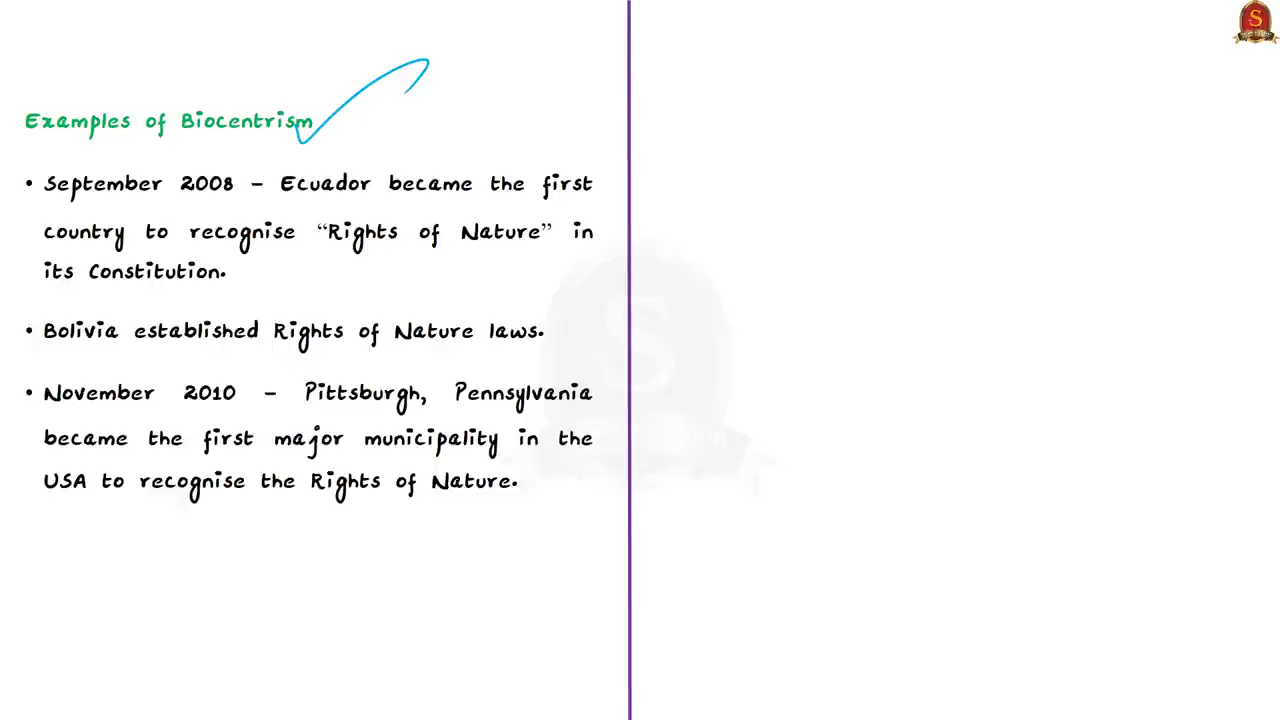 Examples of Biocentrism
• September 2008 – Ecuador became the first
country to recognise “Rights of Nature” in
its Constitution.
• Bolivia established Rights of Nature laws.
• November 2010 – Pittsburgh, Pennsylvania
became the first major municipality in the
USA to recognise the Rights of Nature.
S